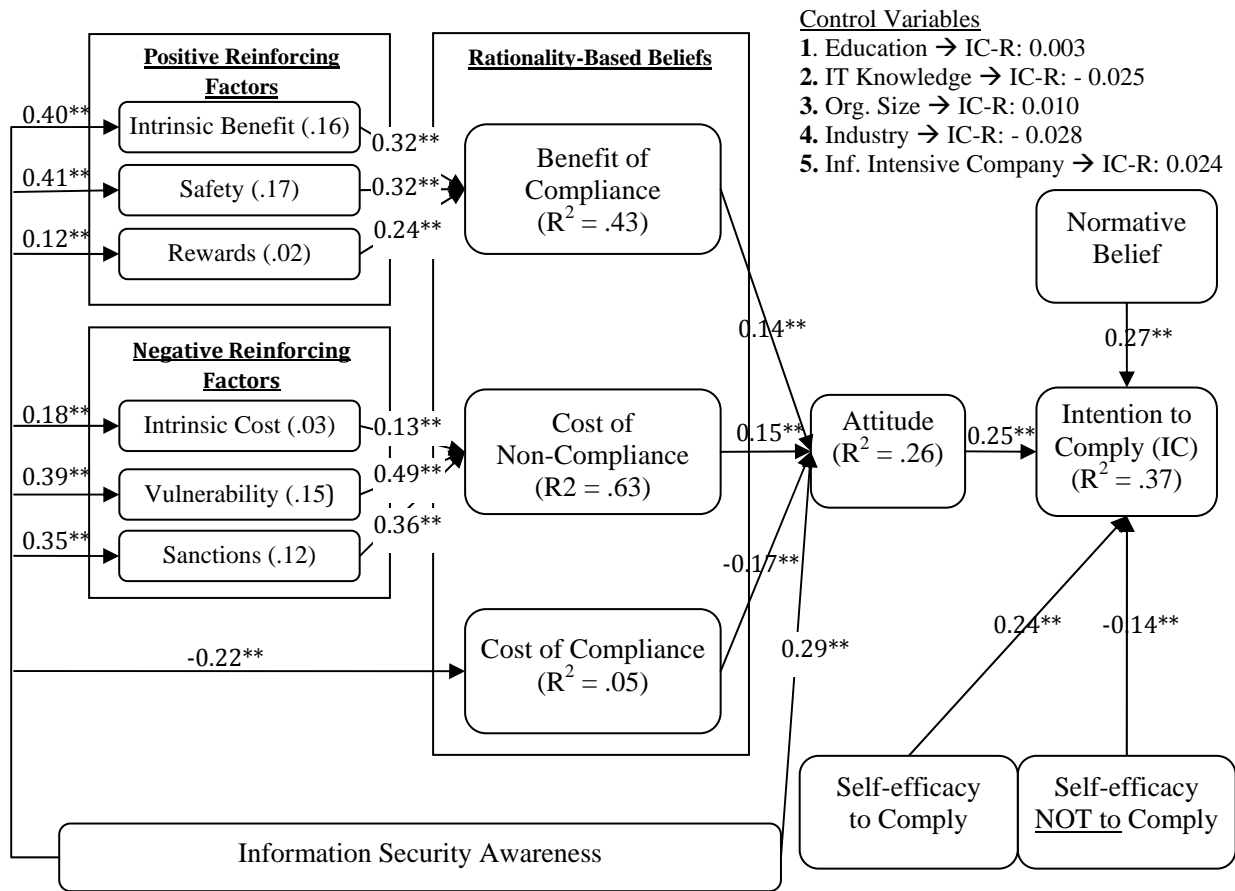 Control Variables
1. Education → IC-R: 0.003
2. IT Knowledge → IC-R: - 0.025
3. Org. Size → IC-R: 0.010
4. Industry → IC-R: - 0.028
5. Inf. Intensive Company → IC-R: 0.024
Positive Reinforcing
Factors
0.40**
Intrinsic Benefit (.16)
0.32**
0.41**
Safety (.17)
0.32**
0.12**
Rewards (.02)
0.24**
Negative Reinforcing
Factors
0.18**
Intrinsic Cost (.03)
0.13**
0.39**
Vulnerability (.15)
0.49**
0.35**
Sanctions (.12)
0.36**
-0.22**
Rationality-Based Beliefs
Benefit of
Compliance
(R² = .43)
Cost of
Non-Compliance
(R2 = .63)
Cost of Compliance
(R² = .05)
0.14**
0.15**
-0.17**
0.29**
Attitude
(R² = .26)
0.25**
Normative
Belief
0.27**
Intention to
Comply (IC)
(R² = .37)
0.24**
-0.14**
Self-efficacy
to Comply
Self-efficacy
NOT to Comply
Information Security Awareness